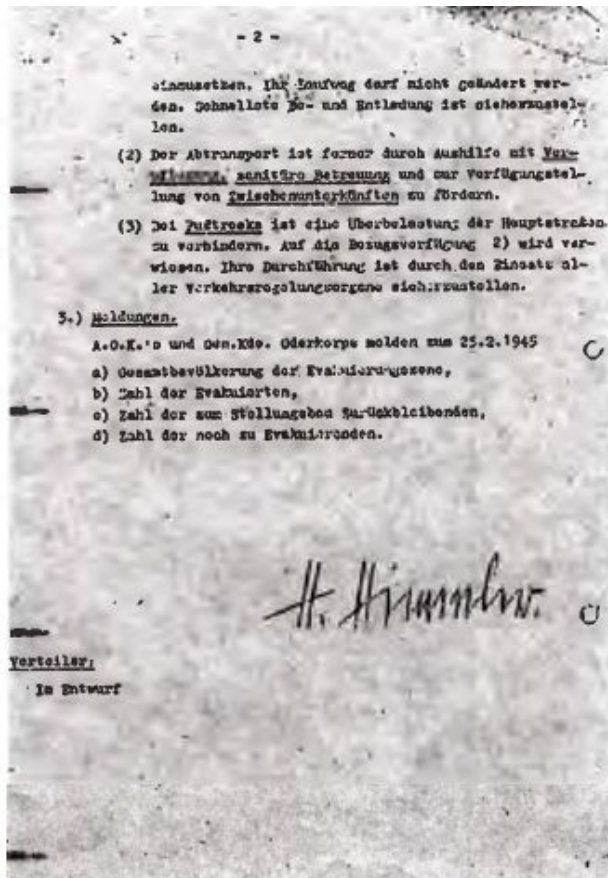 - 2 -
einzusetzen. Ihr Laufweg darf nicht geändert wer-
den. Schnellste Be- und Entladung ist sicherzustel-
len.
(2) Der Abtransport ist ferner durch Aushilfe mit Ver-
pflegung, sanitäre Betreuung und zur Verfügungstel-
lung von Zwischenunterkünften zu fördern.
(3) Bei Fußtrecks ist eine Überbelastung der Hauptstraßen
zu verhindern. Auf die Bezugsverfügung 2) wird ver-
wiesen. Ihre Durchführung ist durch den Einsatz al-
ler Verkehrsregelungsorgane sicherzustellen.
3.) Meldungen.
A.O.K.'s und Gen.Kdo. Oderkorps melden zum 25.2.1945
a) Gesamtbevölkerung der Evakuierungszone,
b) Zahl der Evakuierten,
c) Zahl der zum Stellungsbau Zurückbleibenden,
d) Zahl der noch zu Evakuierenden.
H. Himmler.
Verteiler:
Im Entwurf